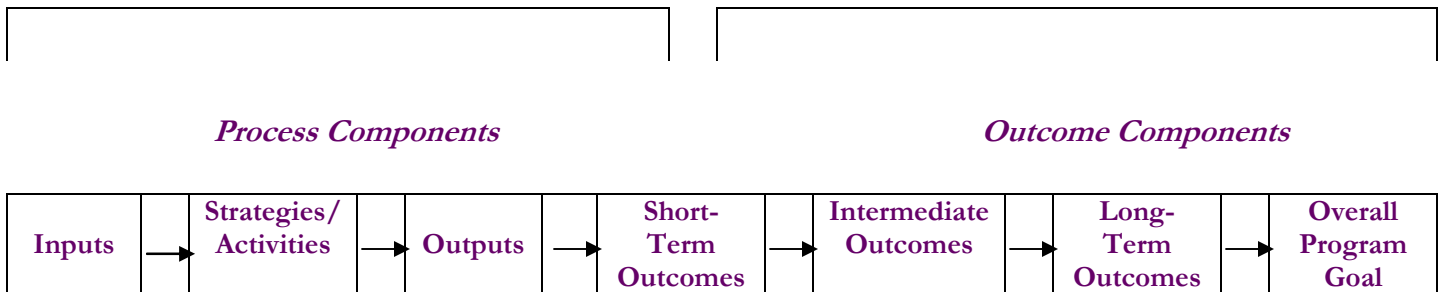 Process Components
Outcome Components
Inputs
Strategies/
Activities
Outputs
Short-
Term
Outcomes
Intermediate
Outcomes
Long-
Term
Outcomes
Overall
Program
Goal